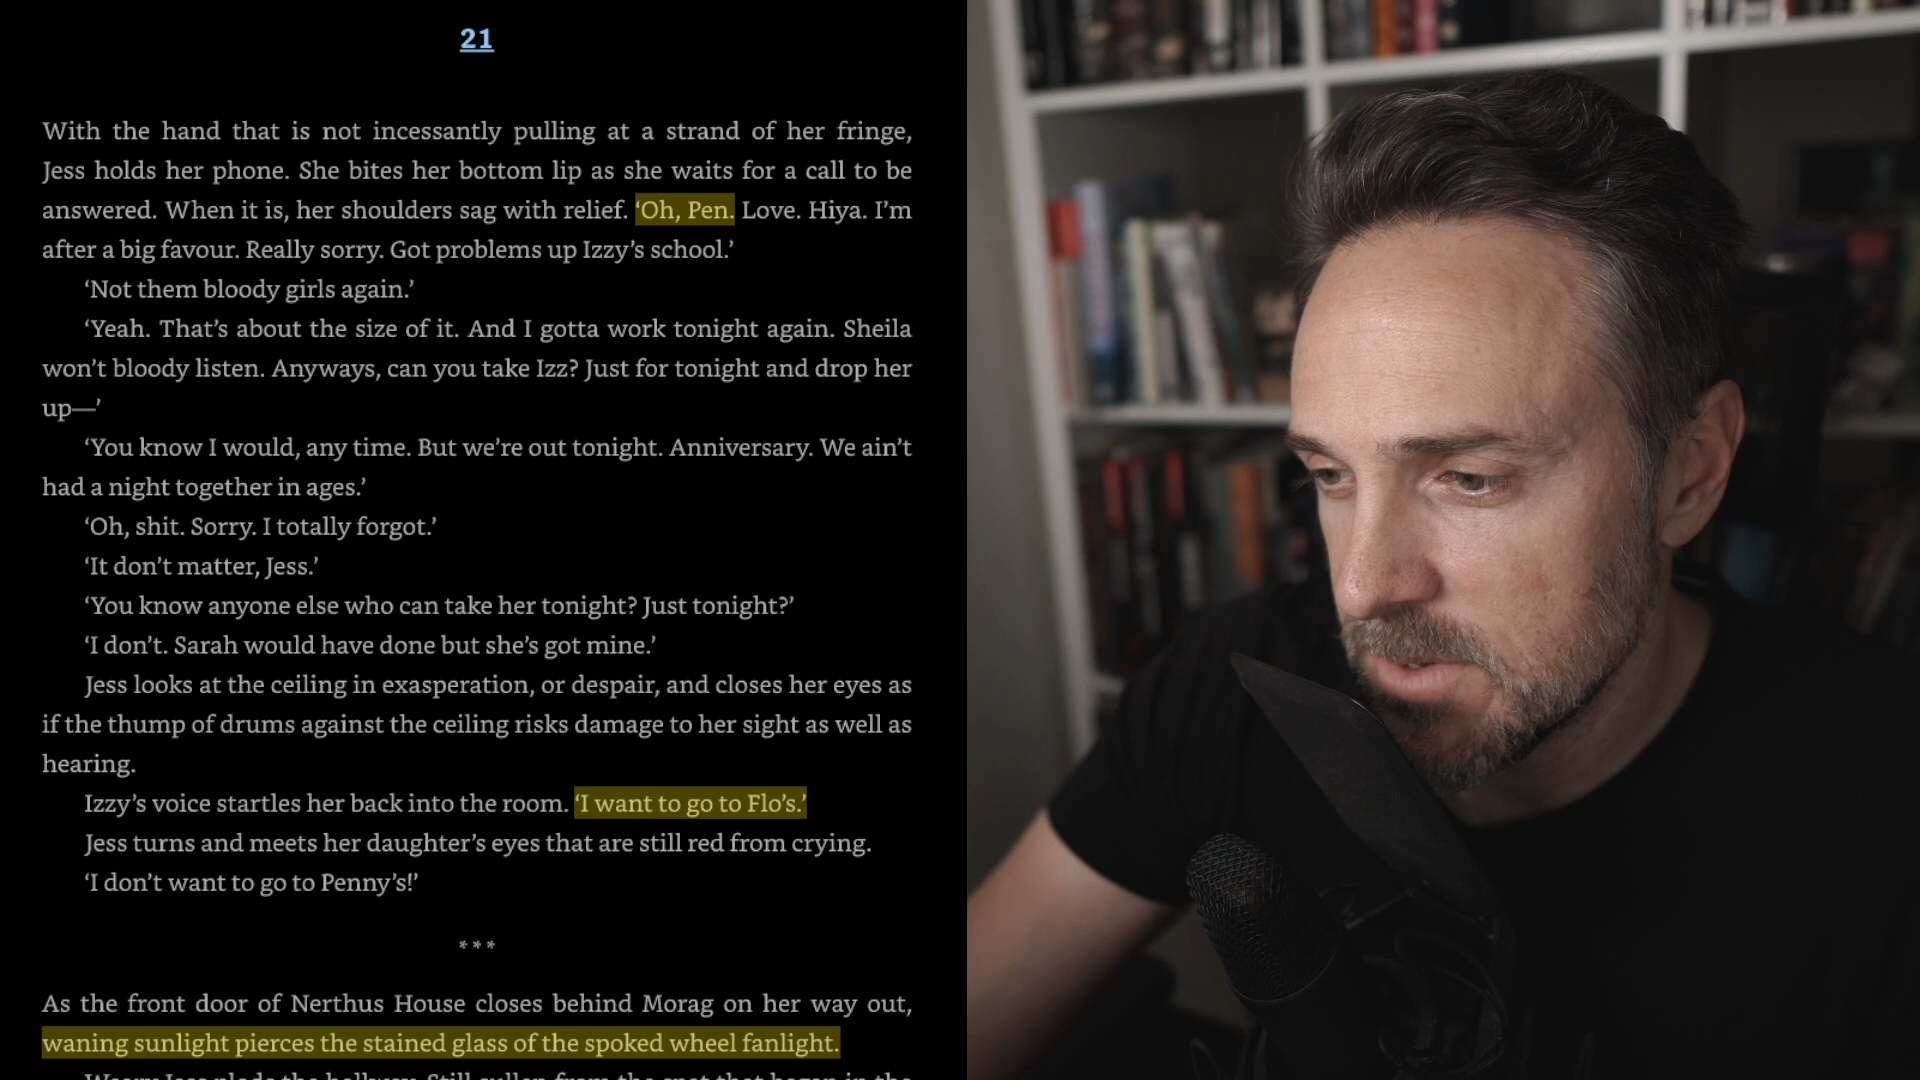 21
With the hand that is not incessantly pulling at a strand of her fringe,
Jess holds her phone. She bites her bottom lip as she waits for a call to be
answered. When it is, her shoulders sag with relief. ‘Oh, Pen. Love. Hiya. I’m
after a big favour. Really sorry. Got problems up Izzy’s school.’
‘Not them bloody girls again.’
‘Yeah. That’s about the size of it. And I gotta work tonight again. Sheila
won’t bloody listen. Anyways, can you take Izz? Just for tonight and drop her
up—’
‘You know I would, any time. But we’re out tonight. Anniversary. We ain’t
had a night together in ages.’
‘Oh, shit. Sorry. I totally forgot.’
‘It don’t matter, Jess.’
‘You know anyone else who can take her tonight? Just tonight?’
‘I don’t. Sarah would have done but she’s got mine.’
Jess looks at the ceiling in exasperation, or despair, and closes her eyes as
if the thump of drums against the ceiling risks damage to her sight as well as
hearing.
Izzy’s voice startles her back into the room. ‘I want to go to Flo’s.’
Jess turns and meets her daughter’s eyes that are still red from crying.
‘I don’t want to go to Penny’s!’
***
As the front door of Nerthus House closes behind Morag on her way out,
waning sunlight pierces the stained glass of the spoked wheel fanlight.